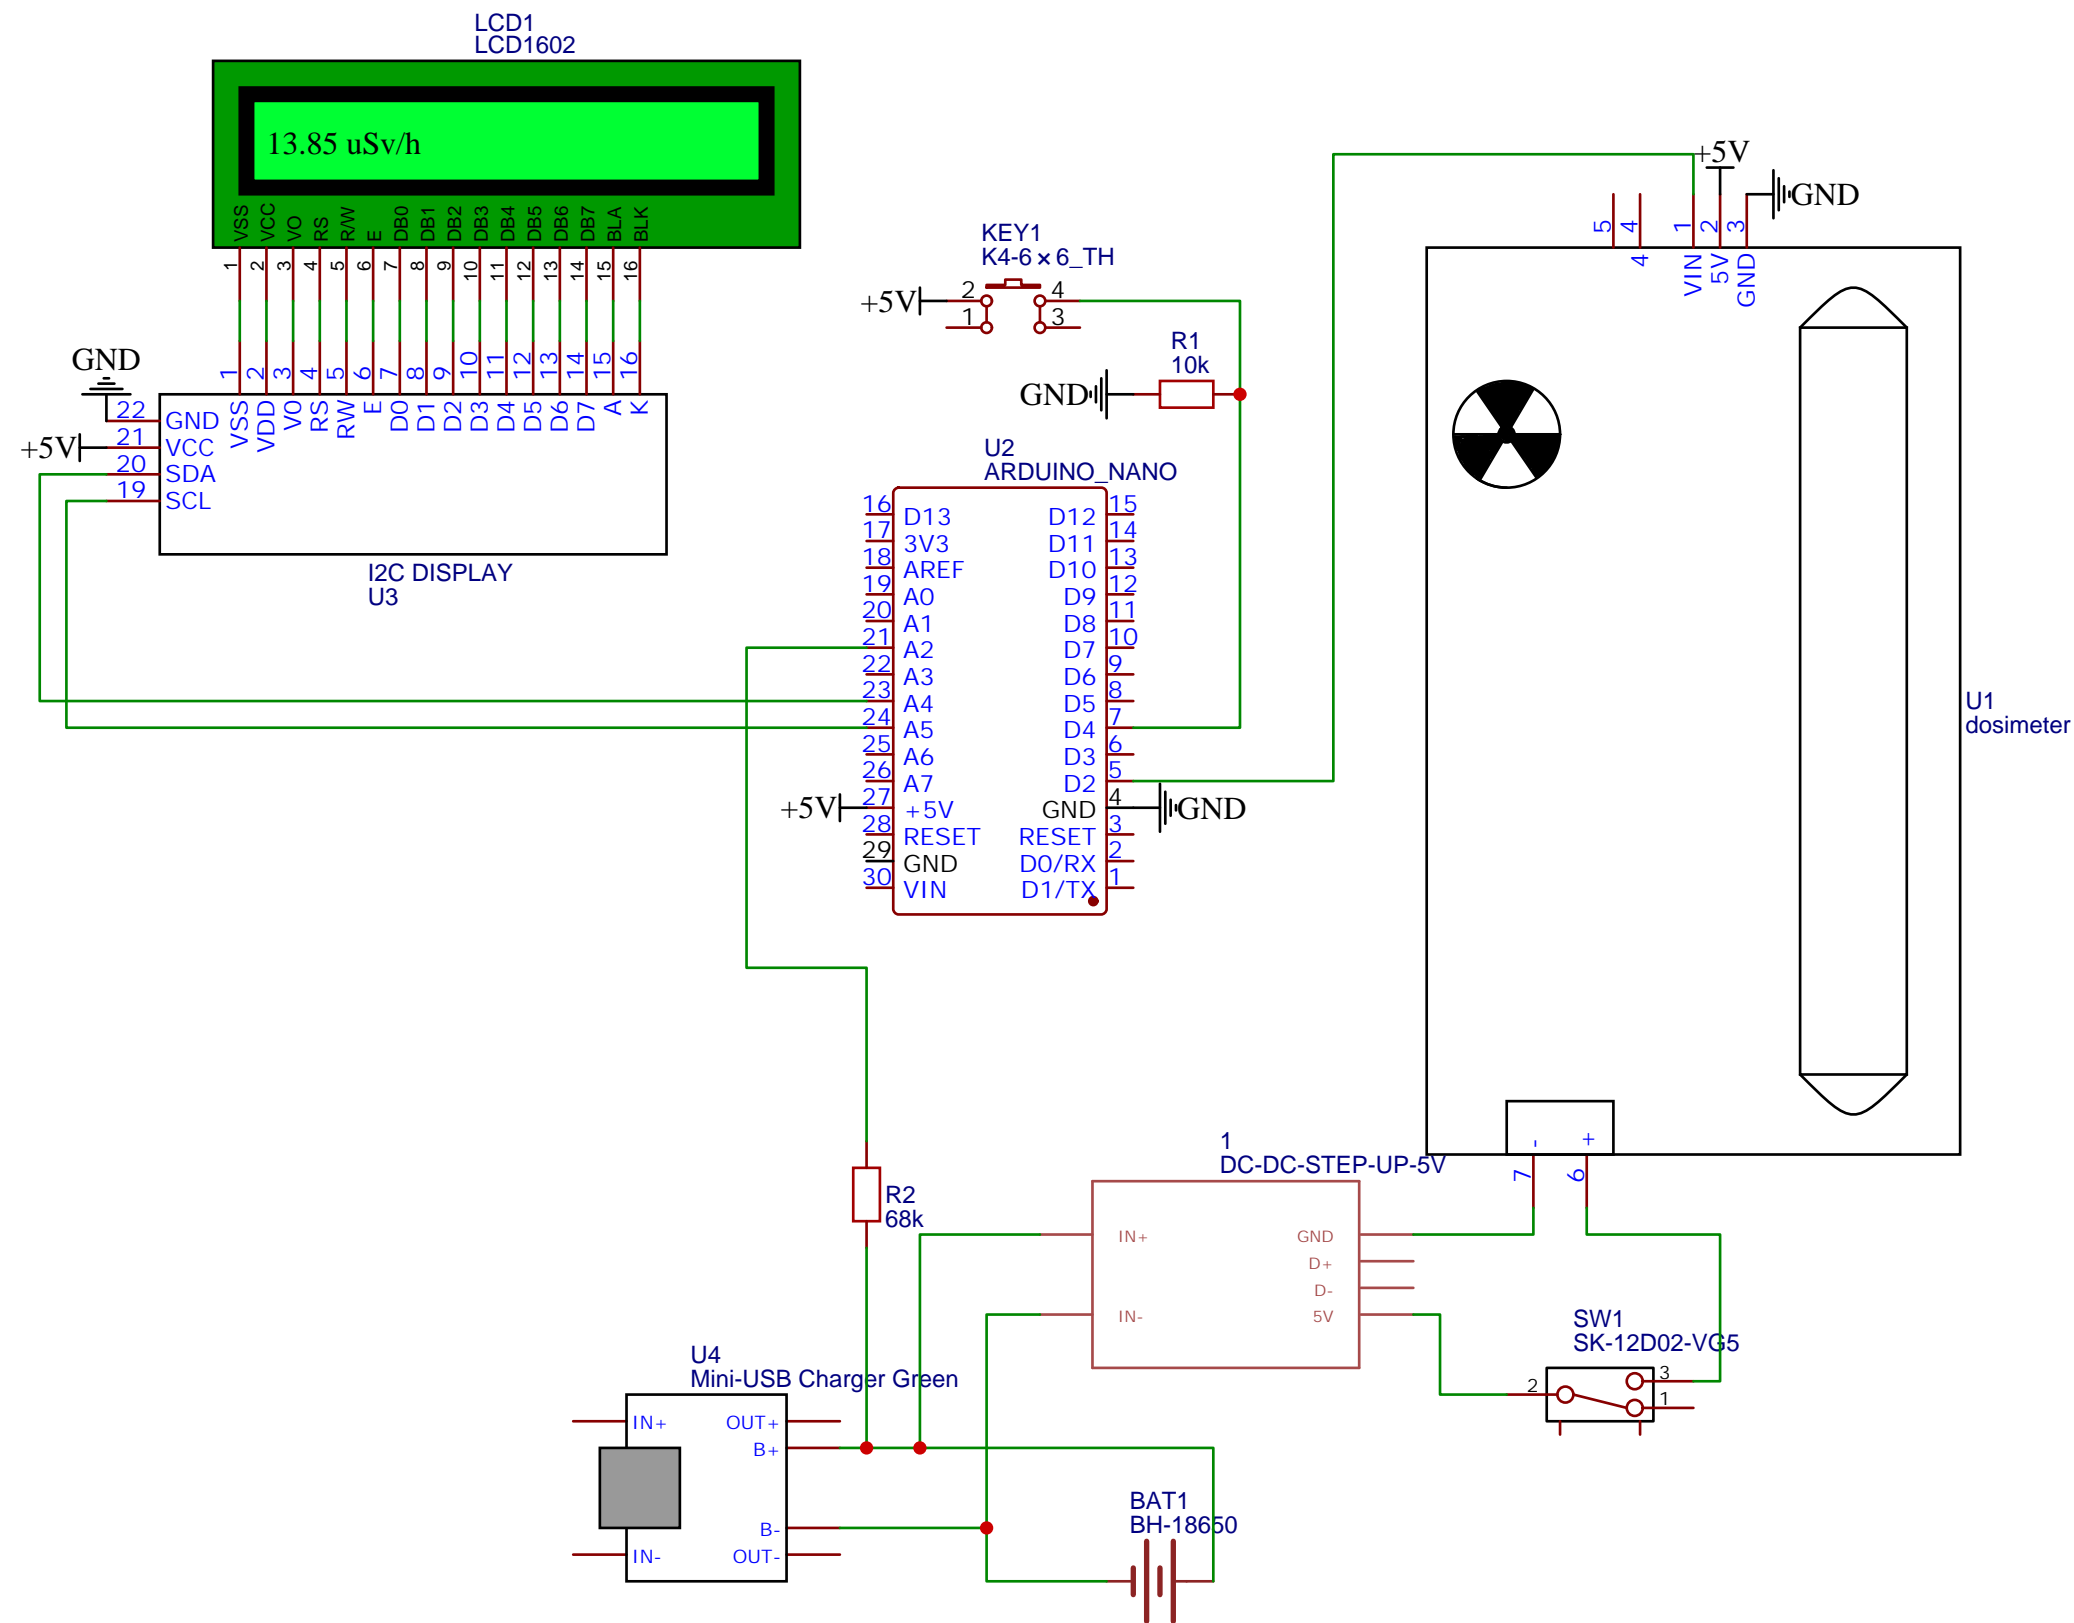 LCD1
LCD1602
13.85 uSv/h
VSS VCC VO RS R/W E DB0 DB1 DB2 DB3 DB4 DB5 DB6 DB7 BLA BLK
1 2 3 4 5 6 7 8 9 10 11 12 13 14 15 16
1 2 3 4 5 6 7 8 9 10 11 12 13 14 15 16
VSS VDD V0 RS RW E D0 D1 D2 D3 D4 D5 D6 D7 A K
GND
22 GND
+5V 21 VCC
20 SDA
19 SCL
I2C DISPLAY
U3
KEY1
K4-6×6_TH
+5V 2 4
1 3
R1
10k
GND
U2
ARDUINO_NANO
16 D13 D12 15
17 3V3 D11 14
18 AREF D10 13
19 A0 D9 12
20 A1 D8 11
21 A2 D7 10
22 A3 D6 9
23 A4 D5 8
24 A5 D4 7
25 A6 D3 6
26 A7 D2 5
+5V 27 +5V GND 4 GND
28 RESET RESET 3
29 GND D0/RX 2
30 VIN D1/TX 1
+5V
GND
5 4 1 2 3
4 VIN 5V GND
U1
dosimeter
- +
7 6
1
DC-DC-STEP-UP-5V
IN+ GND
D+
D-
IN- 5V
R2
68k
SW1
SK-12D02-VG5
2 3
1
U4
Mini-USB Charger Green
IN+ OUT+
B+
B-
IN- OUT-
BAT1
BH-18650